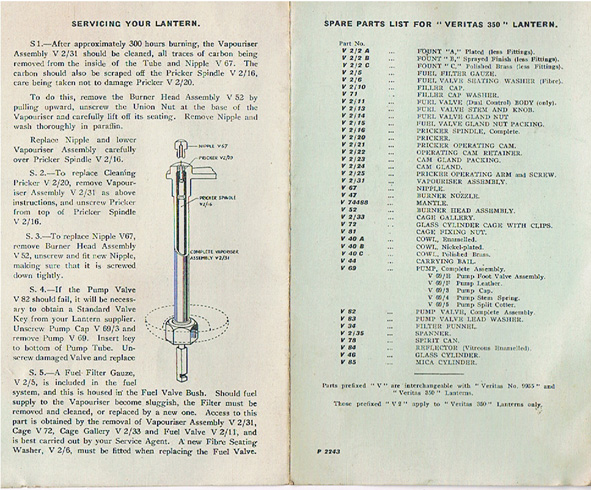 SERVICING YOUR LANTERN.
S 1.—After approximately 300 hours burning, the Vapouriser
Assembly V 2/31 should be cleaned, all traces of carbon being
removed from the inside of the Tube and Nipple V 67. The
carbon should also be scraped off the Pricker Spindle V 2/16,
care being taken not to damage Pricker V 2/20.
To do this, remove the Burner Head Assembly V 52 by
pulling upward, unscrew the Union Nut at the base of the
Vapouriser and carefully lift off its seating. Remove Nipple and
wash thoroughly in paraffin.
Replace Nipple and lower
Vapouriser Assembly carefully
over Pricker Spindle V 2/16.
S. 2.—To replace Cleaning
Pricker V 2/20, remove Vapour-
iser Assembly V 2/31 as above
instructions, and unscrew Pricker
from top of Pricker Spindle
V 2/16.
S. 3.—To replace Nipple V67,
remove Burner Head Assembly
V 52, unscrew and fit new Nipple,
making sure that it is screwed
down tightly.
S. 4.—If the Pump Valve
V 82 should fail, it will be neces-
sary to obtain a Standard Valve
Key from your Lantern supplier.
Unscrew Pump Cap V 69/3 and
remove Pump V 69. Insert key
to bottom of Pump Tube. Un-
screw damaged Valve and replace
S. 5.—A Fuel Filter Gauze,
V 2/5, is included in the fuel
system, and this is housed in the Fuel Valve Bush. Should fuel
supply to the Vapouriser become sluggish, the Filter must be
removed and cleaned, or replaced by a new one. Access to this
part is obtained by the removal of Vapouriser Assembly V 2/31,
Cage V 72, Cage Gallery V 2/33 and Fuel Valve V 2/11, and
is best carried out by your Service Agent. A new Fibre Seating
Washer, V 2/6, must be fitted when replacing the Fuel Valve.
NIPPLE V67
PRICKER
PRICKER SPINDLE
V2/16
COMPLETE VAPOURISER
ASSEMBLY V2/31
SPARE PARTS LIST FOR "VERITAS 350" LANTERN.
Part No.
V 2/2 A ... FOUNT "A," Plated (less Fittings).
V 2/2 B ... FOUNT "B," Sprayed Finish (less Fittings).
V 2/2 C ... FOUNT "C," Polished Brass (less Fittings).
V 2/5 ... FUEL FILTER GAUZE.
V 2/6 ... FUEL VALVE SEATING WASHER (Fibre).
V 2/10 ... FILLER CAP.
V 71 ... FILLER CAP WASHER.
V 2/11 ... FUEL VALVE (Dual Control) BODY (only).
V 2/13 ... FUEL VALVE STEM AND KNOB.
V 2/14 ... FUEL VALVE GLAND NUT
V 2/15 ... FUEL VALVE GLAND NUT PACKING.
V 2/16 ... PRICKER SPINDLE, Complete.
V 2/20 ... PRICKER.
V 2/21 ... PRICKER OPERATING CAM.
V 2/22 ... OPERATING CAM RETAINER.
V 2/23 ... CAM GLAND PACKING.
V 2/24 ... CAM GLAND.
V 2/25 ... PRICKER OPERATING ARM and SCREW.
V 2/31 ... VAPOURISER ASSEMBLY.
V 67 ... NIPPLE.
V 47 ... BURNER NOZZLE.
V 74488 ... MANTLE.
V 52 ... BURNER HEAD ASSEMBLY.
V 2/33 ... CAGE GALLERY.
V 72 ... GLASS CYLINDER CAGE WITH CLIPS.
V 81 ... CAGE FIXING NUT.
V 40 A ... COWL, Enamelled.
V 40 B ... COWL, Nickel-plated.
V 40 C ... COWL, Polished Brass.
V 44 ... CARRYING BAIL.
V 69 ... PUMP, Complete Assembly.
V 69/H Pump Foot Valve Assembly.
V 69/F Pump Leather.
V 69/3 Pump Cap.
V 69/4 Pump Stem Spring.
V 69/5 Pump Split Cotter.
V 82 ... PUMP VALVE, Complete Assembly.
V 83 ... PUMP VALVE LEAD WASHER.
V 34 ... FILTER FUNNEL.
V 2/35 ... SPANNER.
V 78 ... SPIRIT CAN.
V 84 ... REFLECTOR (Vitreous Enamelled).
V 46 ... GLASS CYLINDER.
V 85 ... MICA CYLINDER.
Parts prefixed "V" are interchangeable with "Veritas No. 9935" and
"Veritas 350" Lanterns.
Those prefixed "V 2" apply to "Veritas 350" Lanterns only.
P 2243